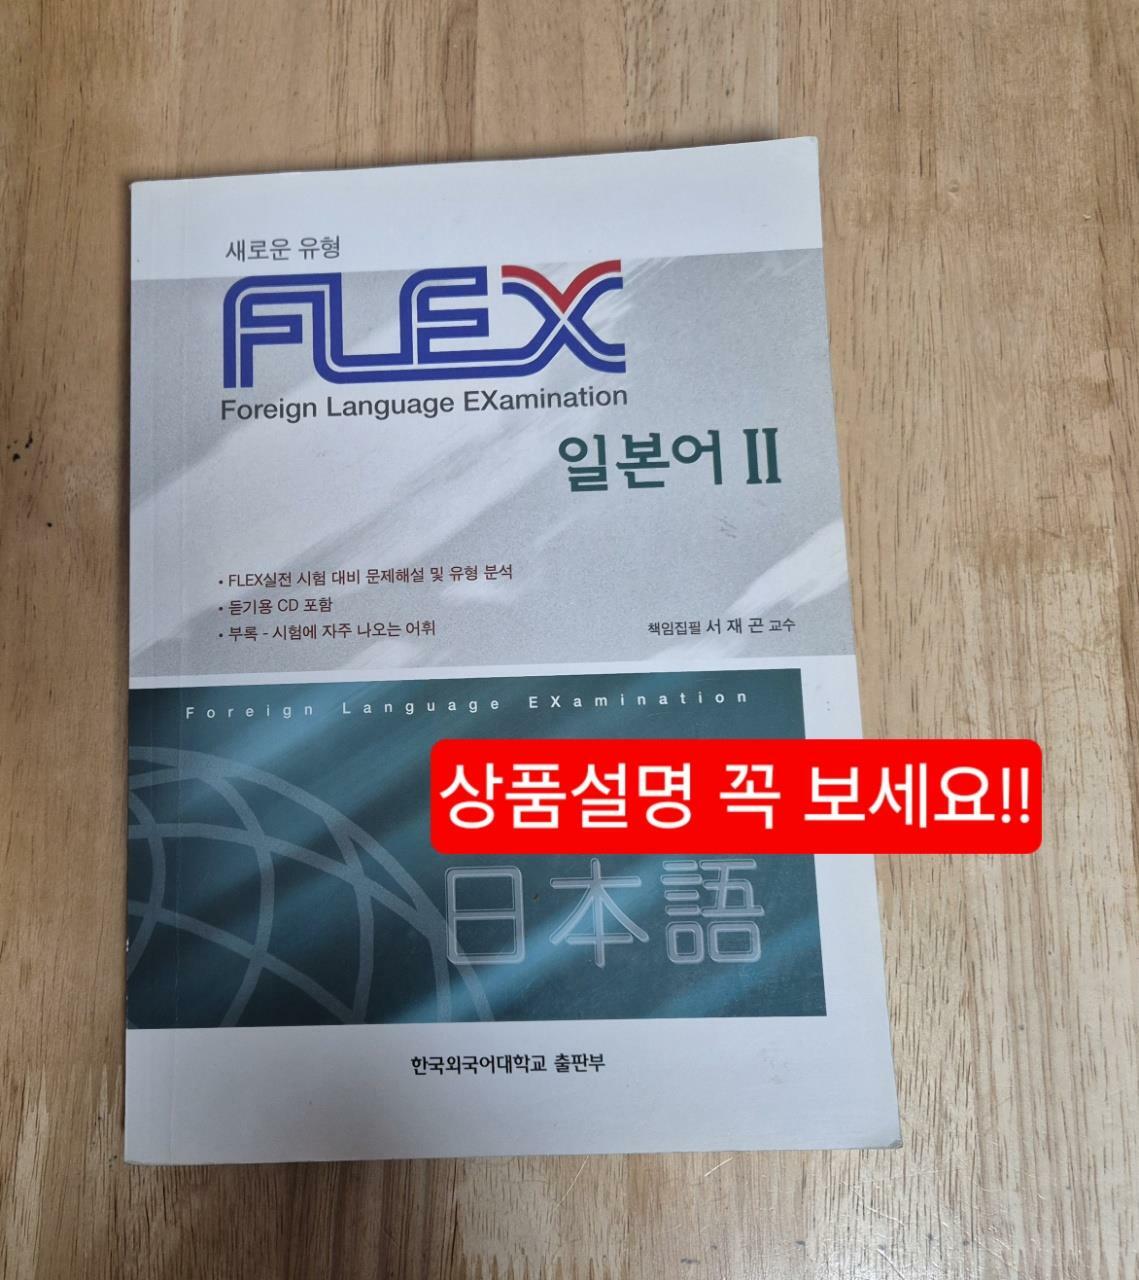 새로운 유형
FLEX
Foreign Language EXamination
일본어 II
• FLEX실전 시험 대비 문제해설 및 유형 분석
• 듣기용 CD 포함
• 부록 - 시험에 자주 나오는 어휘
책임집필 서재곤 교수
Foreign Language EXamination
상품설명 꼭 보세요!!
日本語
한국외국어대학교 출판부